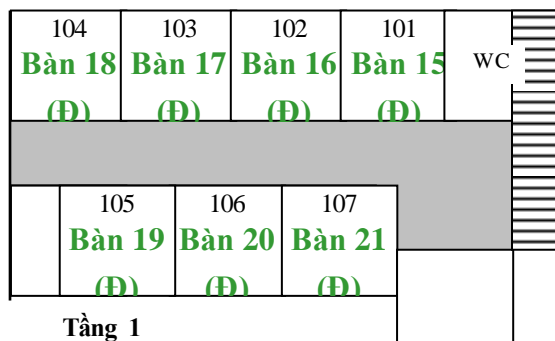 104 103 102 101
Bàn 18 Bàn 17 Bàn 16 Bàn 15 WC
(Đ) (Đ) (Đ) (Đ)
105 106 107
Bàn 19 Bàn 20 Bàn 21
(Đ) (Đ) (Đ)
Tầng 1